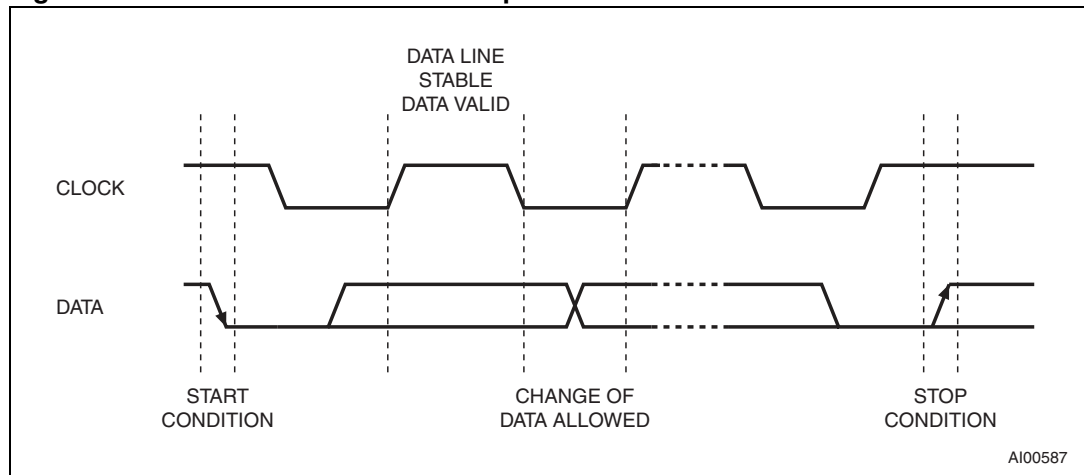 DATA LINE
STABLE
DATA VALID
CLOCK
DATA
START
CONDITION
CHANGE OF
DATA ALLOWED
STOP
CONDITION
AI00587